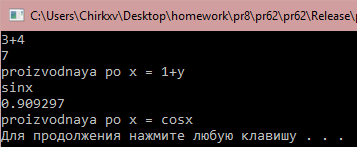 C:\Users\Chirkxv\Desktop\homework\pr8\pr62\pr62\Release\p
3+4
7
proizvodnaya po x = 1+y
sinx
0.909297
proizvodnaya po x = cosx
Для продолжения нажмите любую клавишу . . .